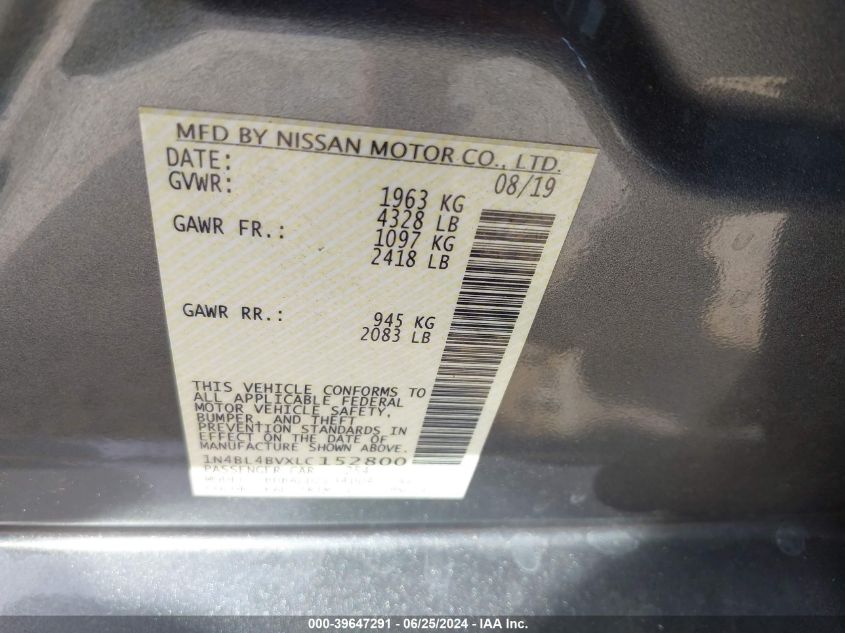 MFD BY NISSAN MOTOR CO., LTD.
DATE: 08/19
GVWR: 1963 KG
4328 LB
GAWR FR.: 1097 KG
2418 LB
GAWR RR.: 945 KG
2083 LB
THIS VEHICLE CONFORMS TO
ALL APPLICABLE FEDERAL
MOTOR VEHICLE SAFETY,
BUMPER, AND THEFT
PREVENTION STANDARDS IN
EFFECT ON THE DATE OF
MANUFACTURE SHOWN ABOVE.
1N4BL4BVXLC152800
PASSENGER CAR
000-39647291 - 06/25/2024 - IAA Inc.